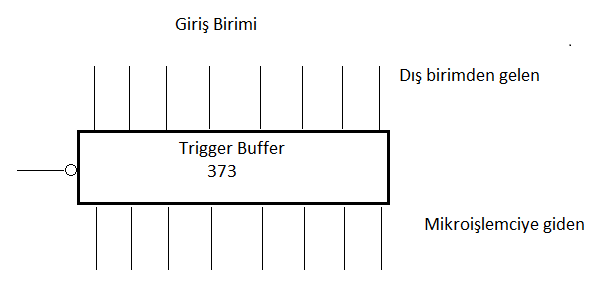 Giriş Birimi
Dış birimden gelen
Trigger Buffer
373
Mikroişlemciye giden